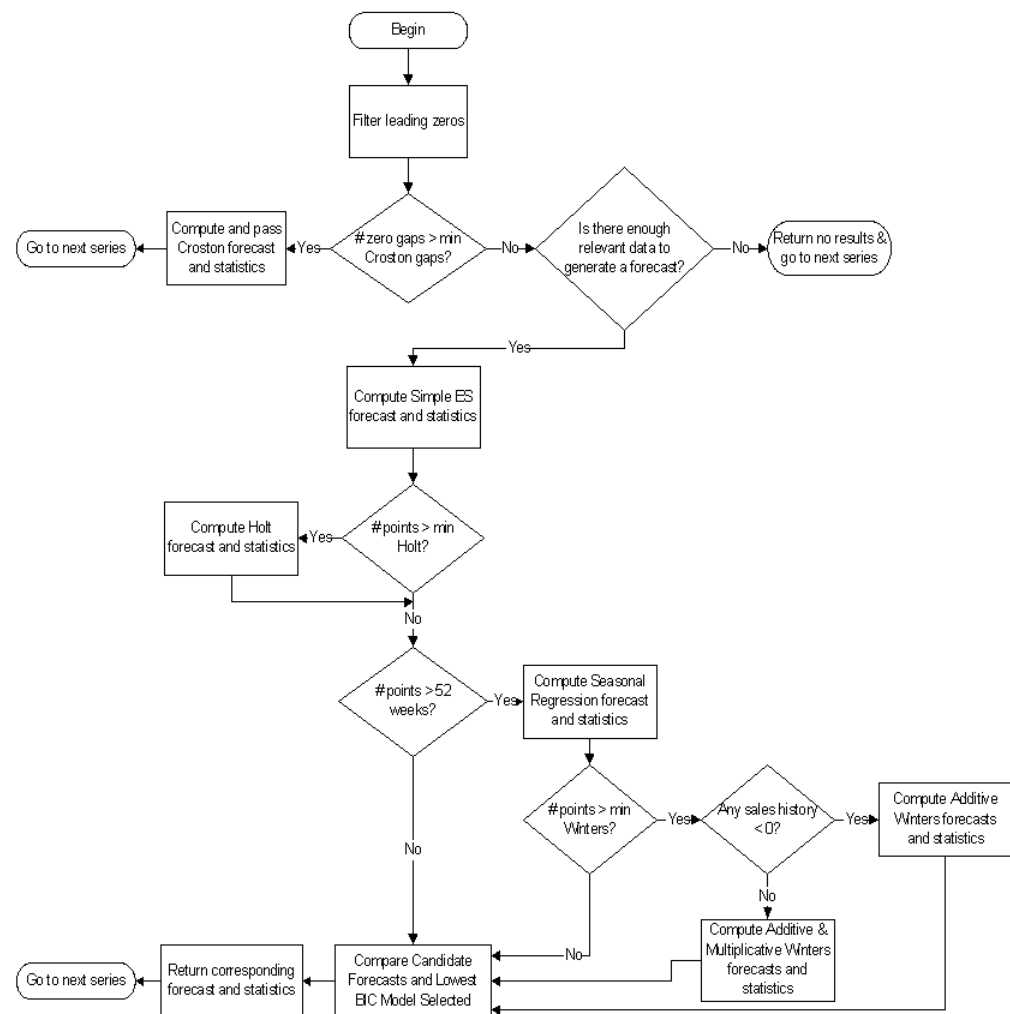 Begin
Filter leading zeros
# zero gaps > min
Croston gaps?
Yes
Compute and pass
Croston forecast
and statistics
Go to next series
No
Is there enough
relevant data to
generate a forecast?
No
Return no results &
go to next series
Yes
Compute Simple ES
forecast and statistics
# points > min
Holt?
Yes
Compute Holt
forecast and statistics
No
# points > 52
weeks?
Yes
Compute Seasonal
Regression forecast
and statistics
# points > min
Winters?
Yes
Any sales history
< 0?
Yes
Compute Additive
Winters forecasts
and statistics
No
No
No
Compute Additive &
Multiplicative Winters
forecasts and
statistics
Compare Candidate
Forecasts and Lowest
BIC Model Selected
Return corresponding
forecast and statistics
Go to next series